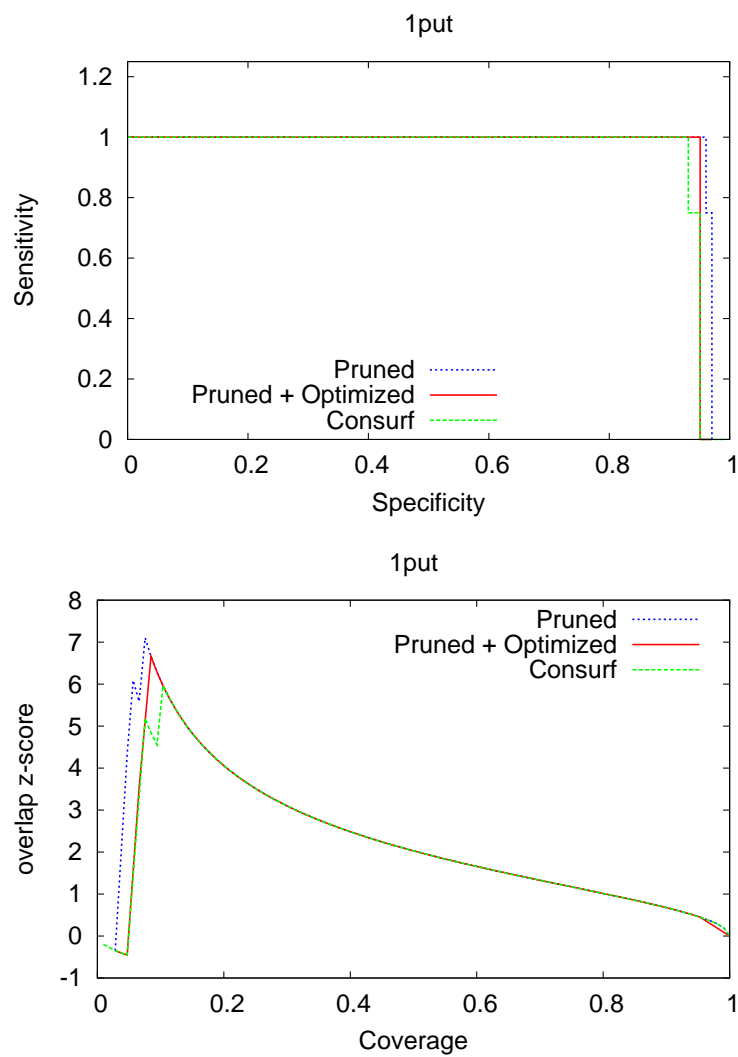 1put
1.2
1
0.8
0.6
0.4
0.2
0
Sensitivity
Pruned
Pruned + Optimized
Consurf
0 0.2 0.4 0.6 0.8 1
Specificity
1put
8
7
6
5
4
3
2
1
0
-1
overlap z-score
Pruned
Pruned + Optimized
Consurf
0 0.2 0.4 0.6 0.8 1
Coverage